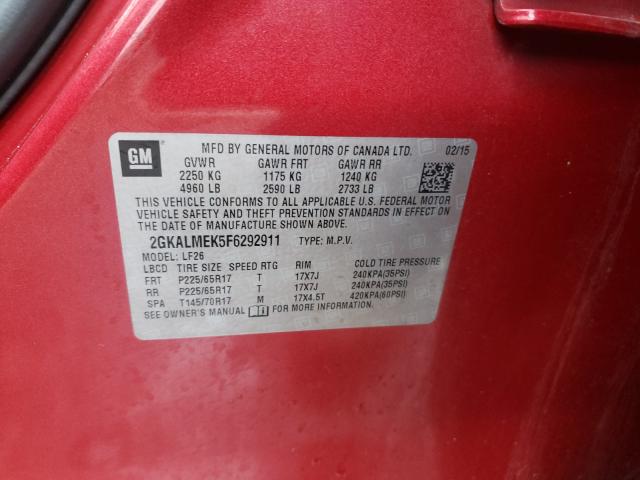 GM
MFD BY GENERAL MOTORS OF CANADA LTD. 02/15
GVWR GAWR FRT GAWR RR
2250 KG 1175 KG 1240 KG
4960 LB 2590 LB 2733 LB
THIS VEHICLE CONFORMS TO ALL APPLICABLE U.S. FEDERAL MOTOR
VEHICLE SAFETY AND THEFT PREVENTION STANDARDS IN EFFECT ON
THE DATE OF MANUFACTURE SHOWN ABOVE.
2GKALMEK5F6292911 TYPE: M.P.V.
MODEL: LF26
LBCD TIRE SIZE SPEED RTG RIM COLD TIRE PRESSURE
FRT P225/65R17 T 17X7J 240KPA(35PSI)
RR P225/65R17 T 17X7J 240KPA(35PSI)
SPA T145/70R17 M 17X4.5T 420KPA(60PSI)
SEE OWNER'S MANUAL FOR MORE INFORMATION